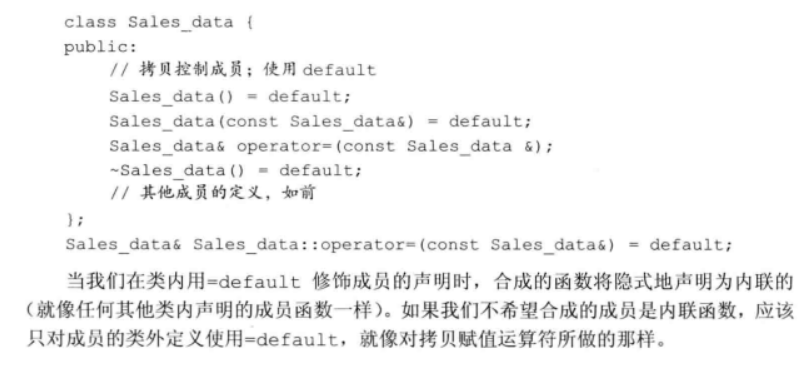 class Sales_data {
public:
// 拷贝控制成员；使用 default
Sales_data() = default;
Sales_data(const Sales_data&) = default;
Sales_data& operator=(const Sales_data &);
~Sales_data() = default;
// 其他成员的定义，如前
};
Sales_data& Sales_data::operator=(const Sales_data&) = default;
当我们在类内用=default 修饰成员的声明时，合成的函数将隐式地声明为内联的
（就像任何其他类内声明的成员函数一样）。如果我们不希望合成的成员是内联函数，应该
只对成员的类外定义使用=default，就像对拷贝赋值运算符所做的那样。